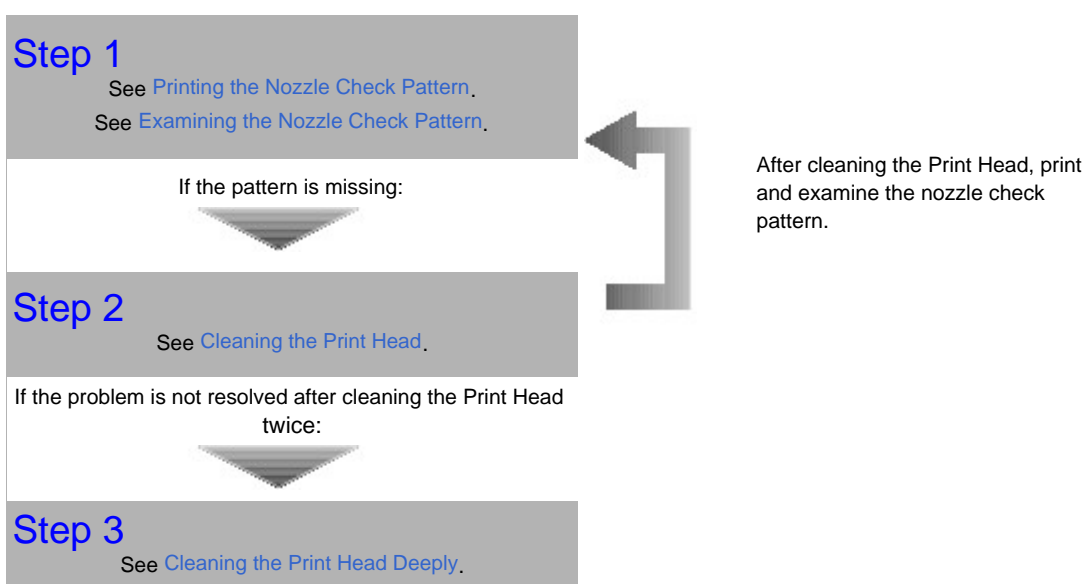 Step 1
See Printing the Nozzle Check Pattern.
See Examining the Nozzle Check Pattern.
If the pattern is missing:
After cleaning the Print Head, print
and examine the nozzle check
pattern.
Step 2
See Cleaning the Print Head.
If the problem is not resolved after cleaning the Print Head
twice:
Step 3
See Cleaning the Print Head Deeply.